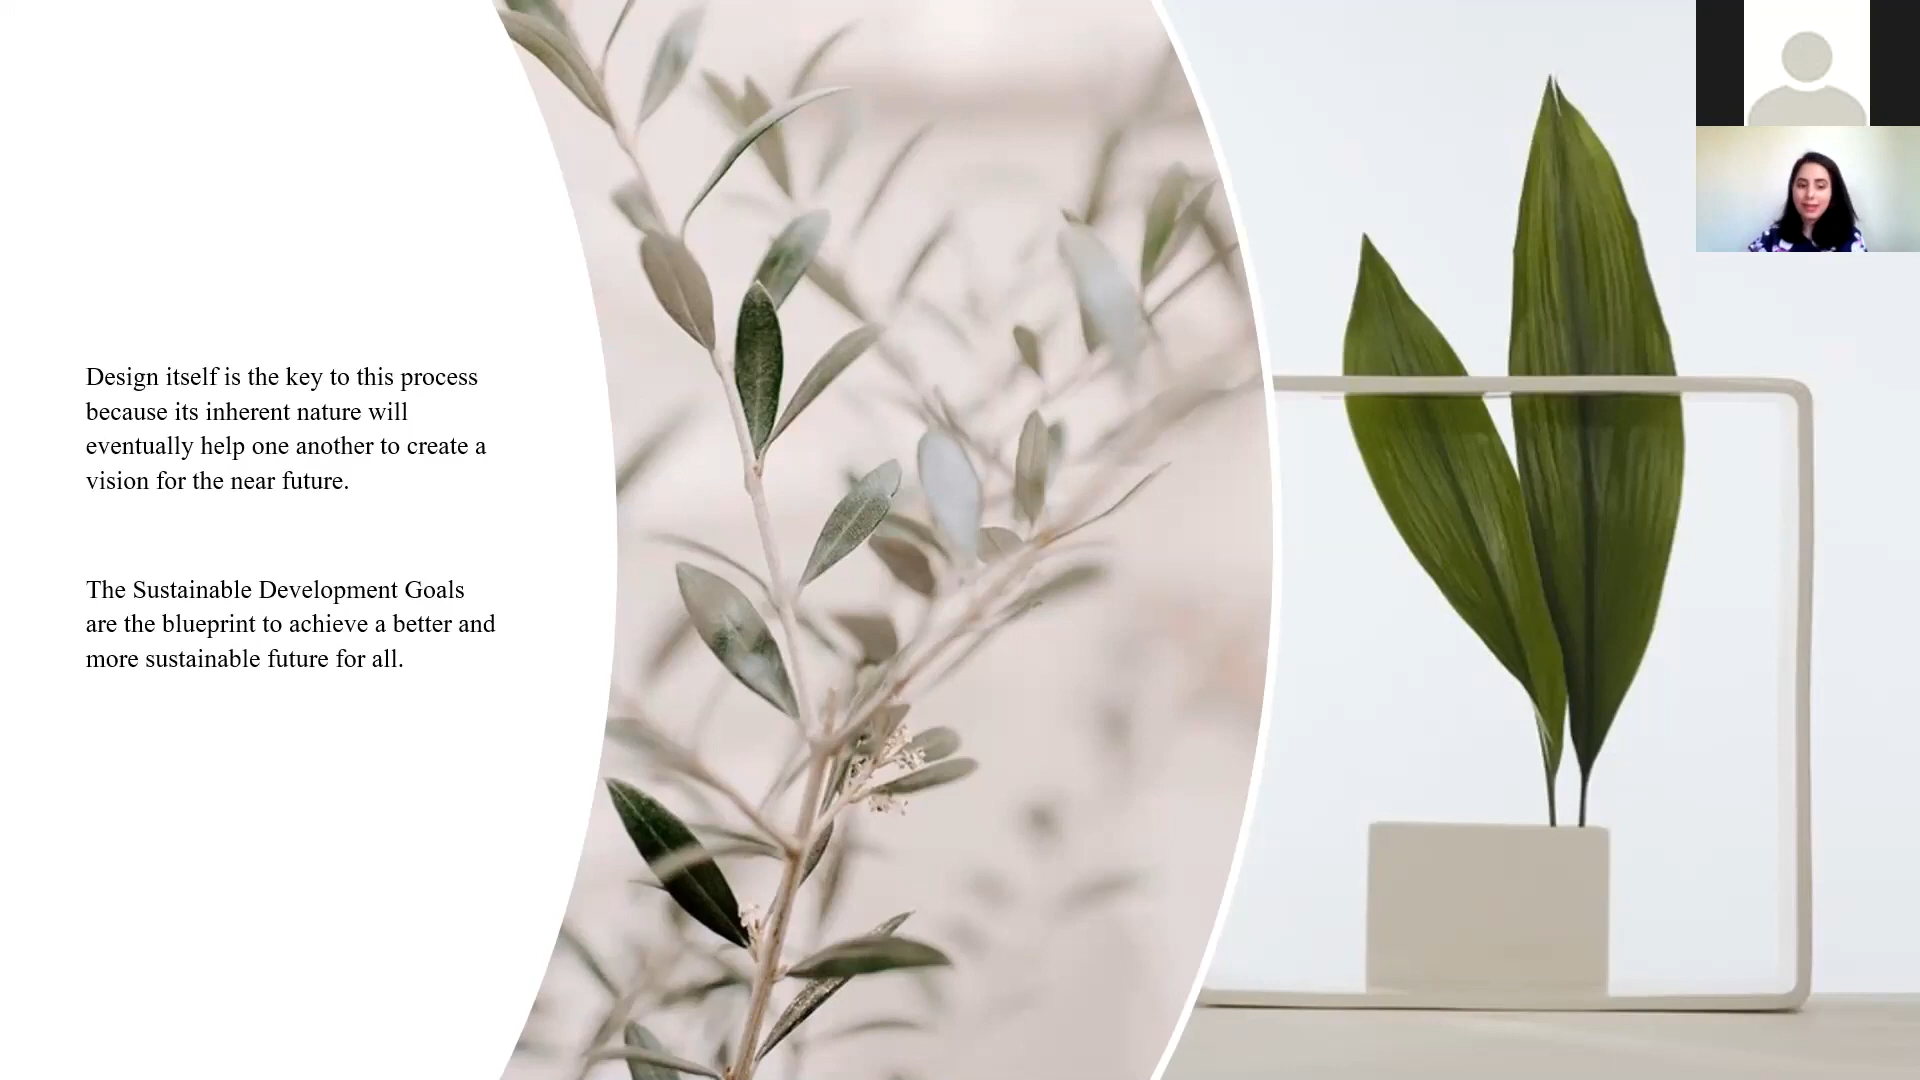 Design itself is the key to this process
because its inherent nature will
eventually help one another to create a
vision for the near future.
The Sustainable Development Goals
are the blueprint to achieve a better and
more sustainable future for all.